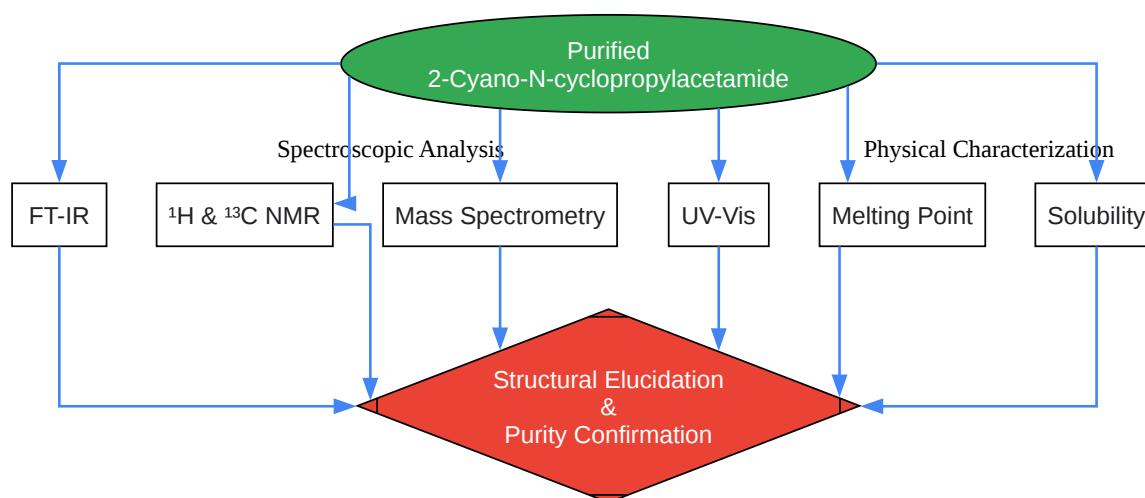 Purified
2-Cyano-N-cyclopropylacetamide
Spectroscopic Analysis
Physical Characterization
FT-IR
¹H & ¹³C NMR
Mass Spectrometry
UV-Vis
Melting Point
Solubility
Structural Elucidation
&
Purity Confirmation